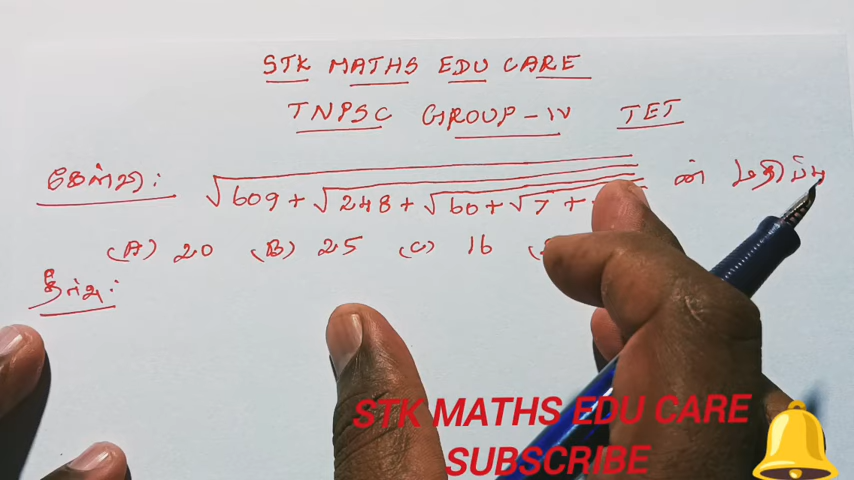 STK MATHS EDU CARE
TNPSC GROUP-IV TET
கேள்வி: √609+√248+√60+√7+ ன் மதிப்பு
(A) 20 (B) 25 (C) 16
தீர்வு:
STK MATHS EDU CARE
SUBSCRIBE